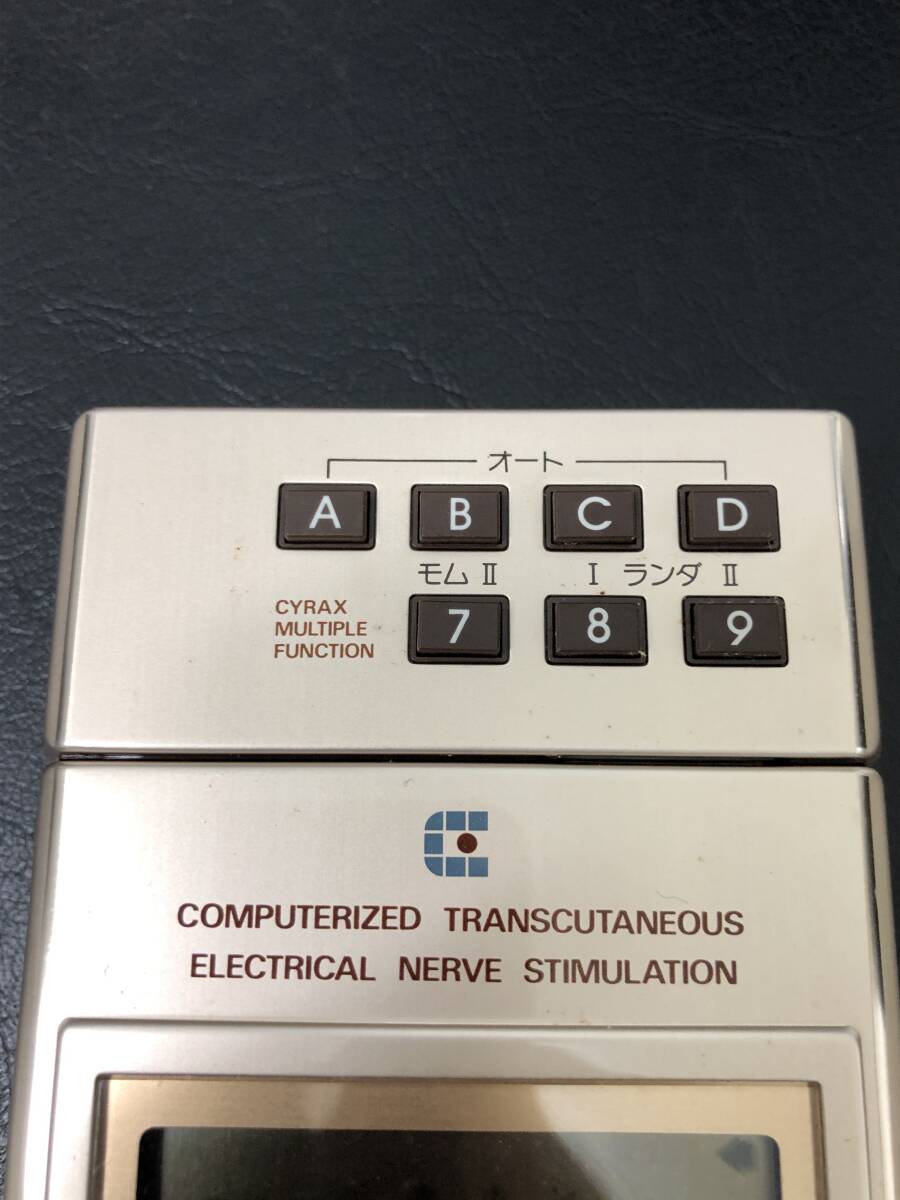 オート
A B C D
モム II I ランダ II
CYRAX
MULTIPLE
FUNCTION
7 8 9
COMPUTERIZED TRANSCUTANEOUS
ELECTRICAL NERVE STIMULATION